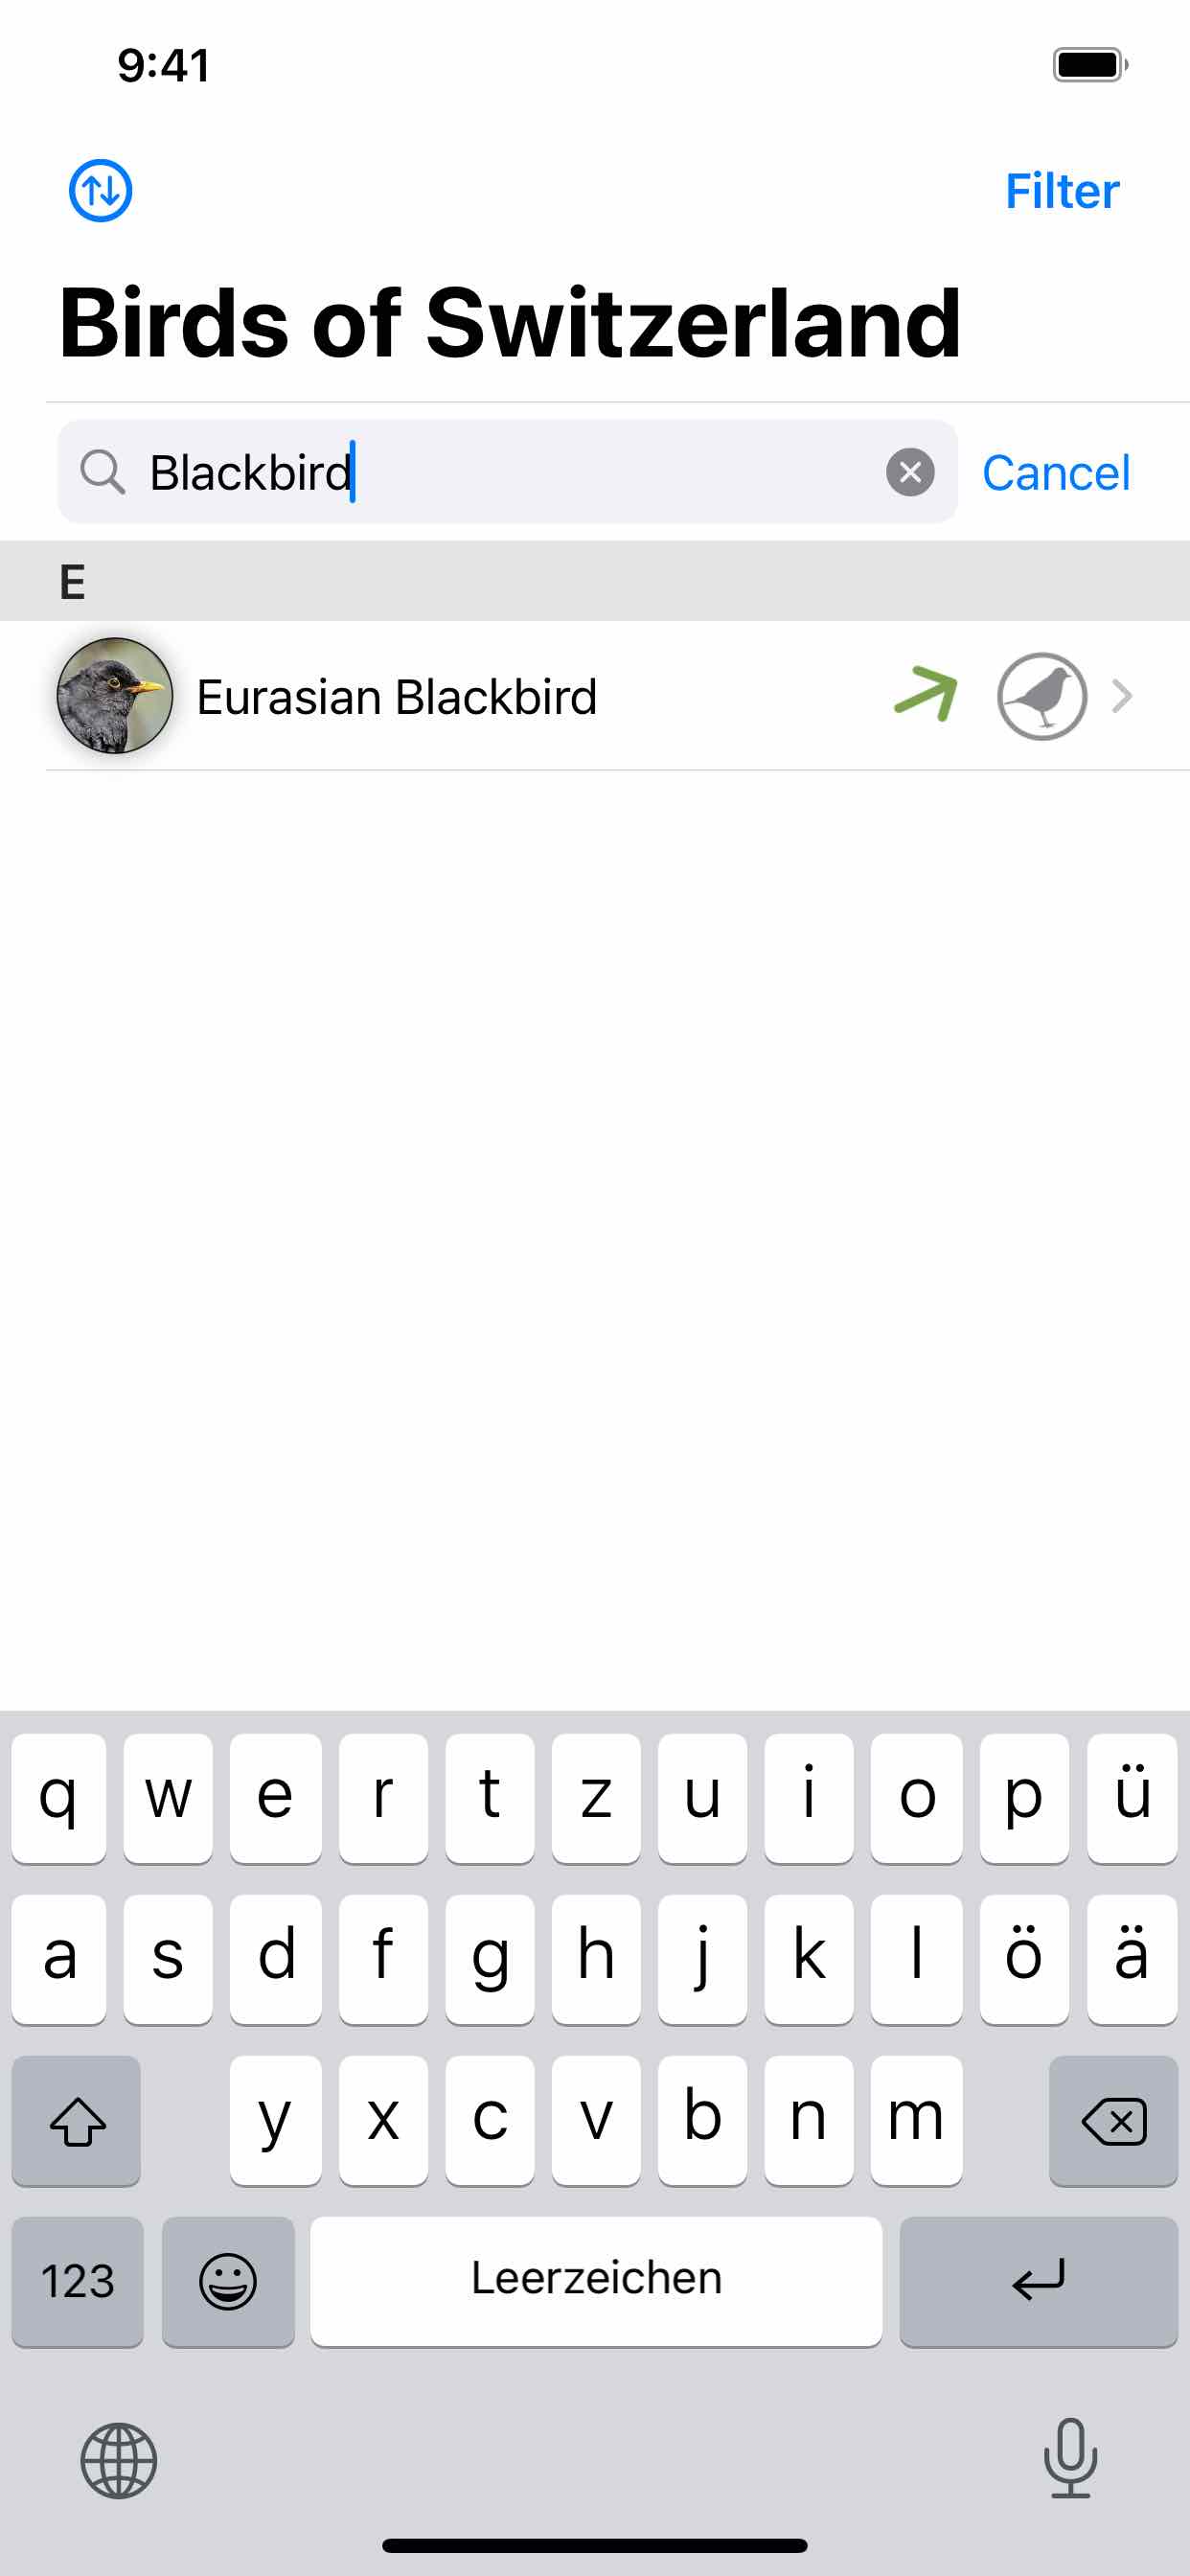 9:41
Filter
Birds of Switzerland
Blackbird
Cancel
E
Eurasian Blackbird
q w e r t z u i o p ü
a s d f g h j k l ö ä
y x c v b n m
123 Leerzeichen